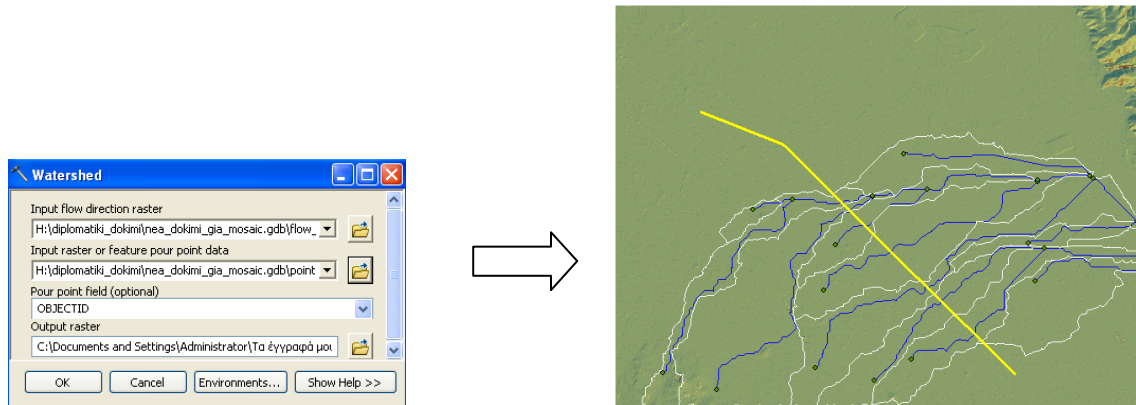 Watershed
Input flow direction raster
H:\diplomatiki_dokimi\nea_dokimi_gia_mosaic.gdb\flow_
Input raster or feature pour point data
H:\diplomatiki_dokimi\nea_dokimi_gia_mosaic.gdb\point
Pour point field (optional)
OBJECTID
Output raster
C:\Documents and Settings\Administrator\Τα έγγραφά μου
OK Cancel Environments... Show Help >>